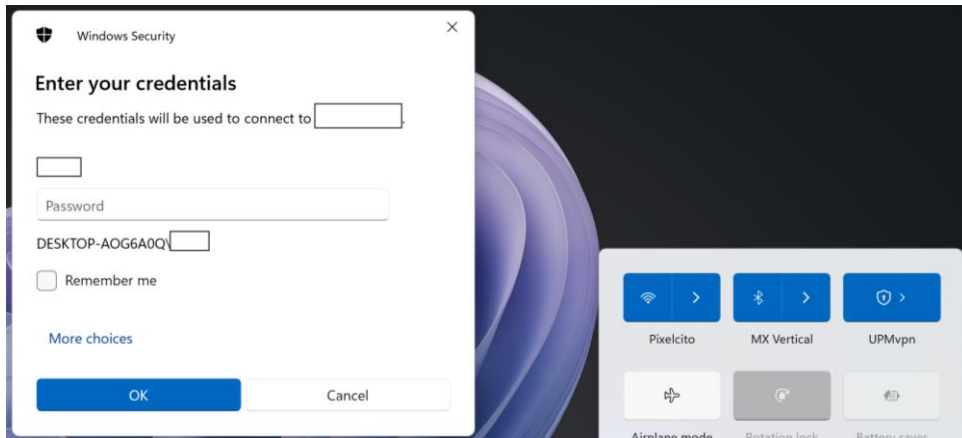 Windows Security
Enter your credentials
These credentials will be used to connect to .
Password
DESKTOP-AOG6A0Q\
Remember me
More choices
OK
Cancel
Pixelcito
MX Vertical
UPMvpn
Airplane mode
Rotation lock
Battery saver